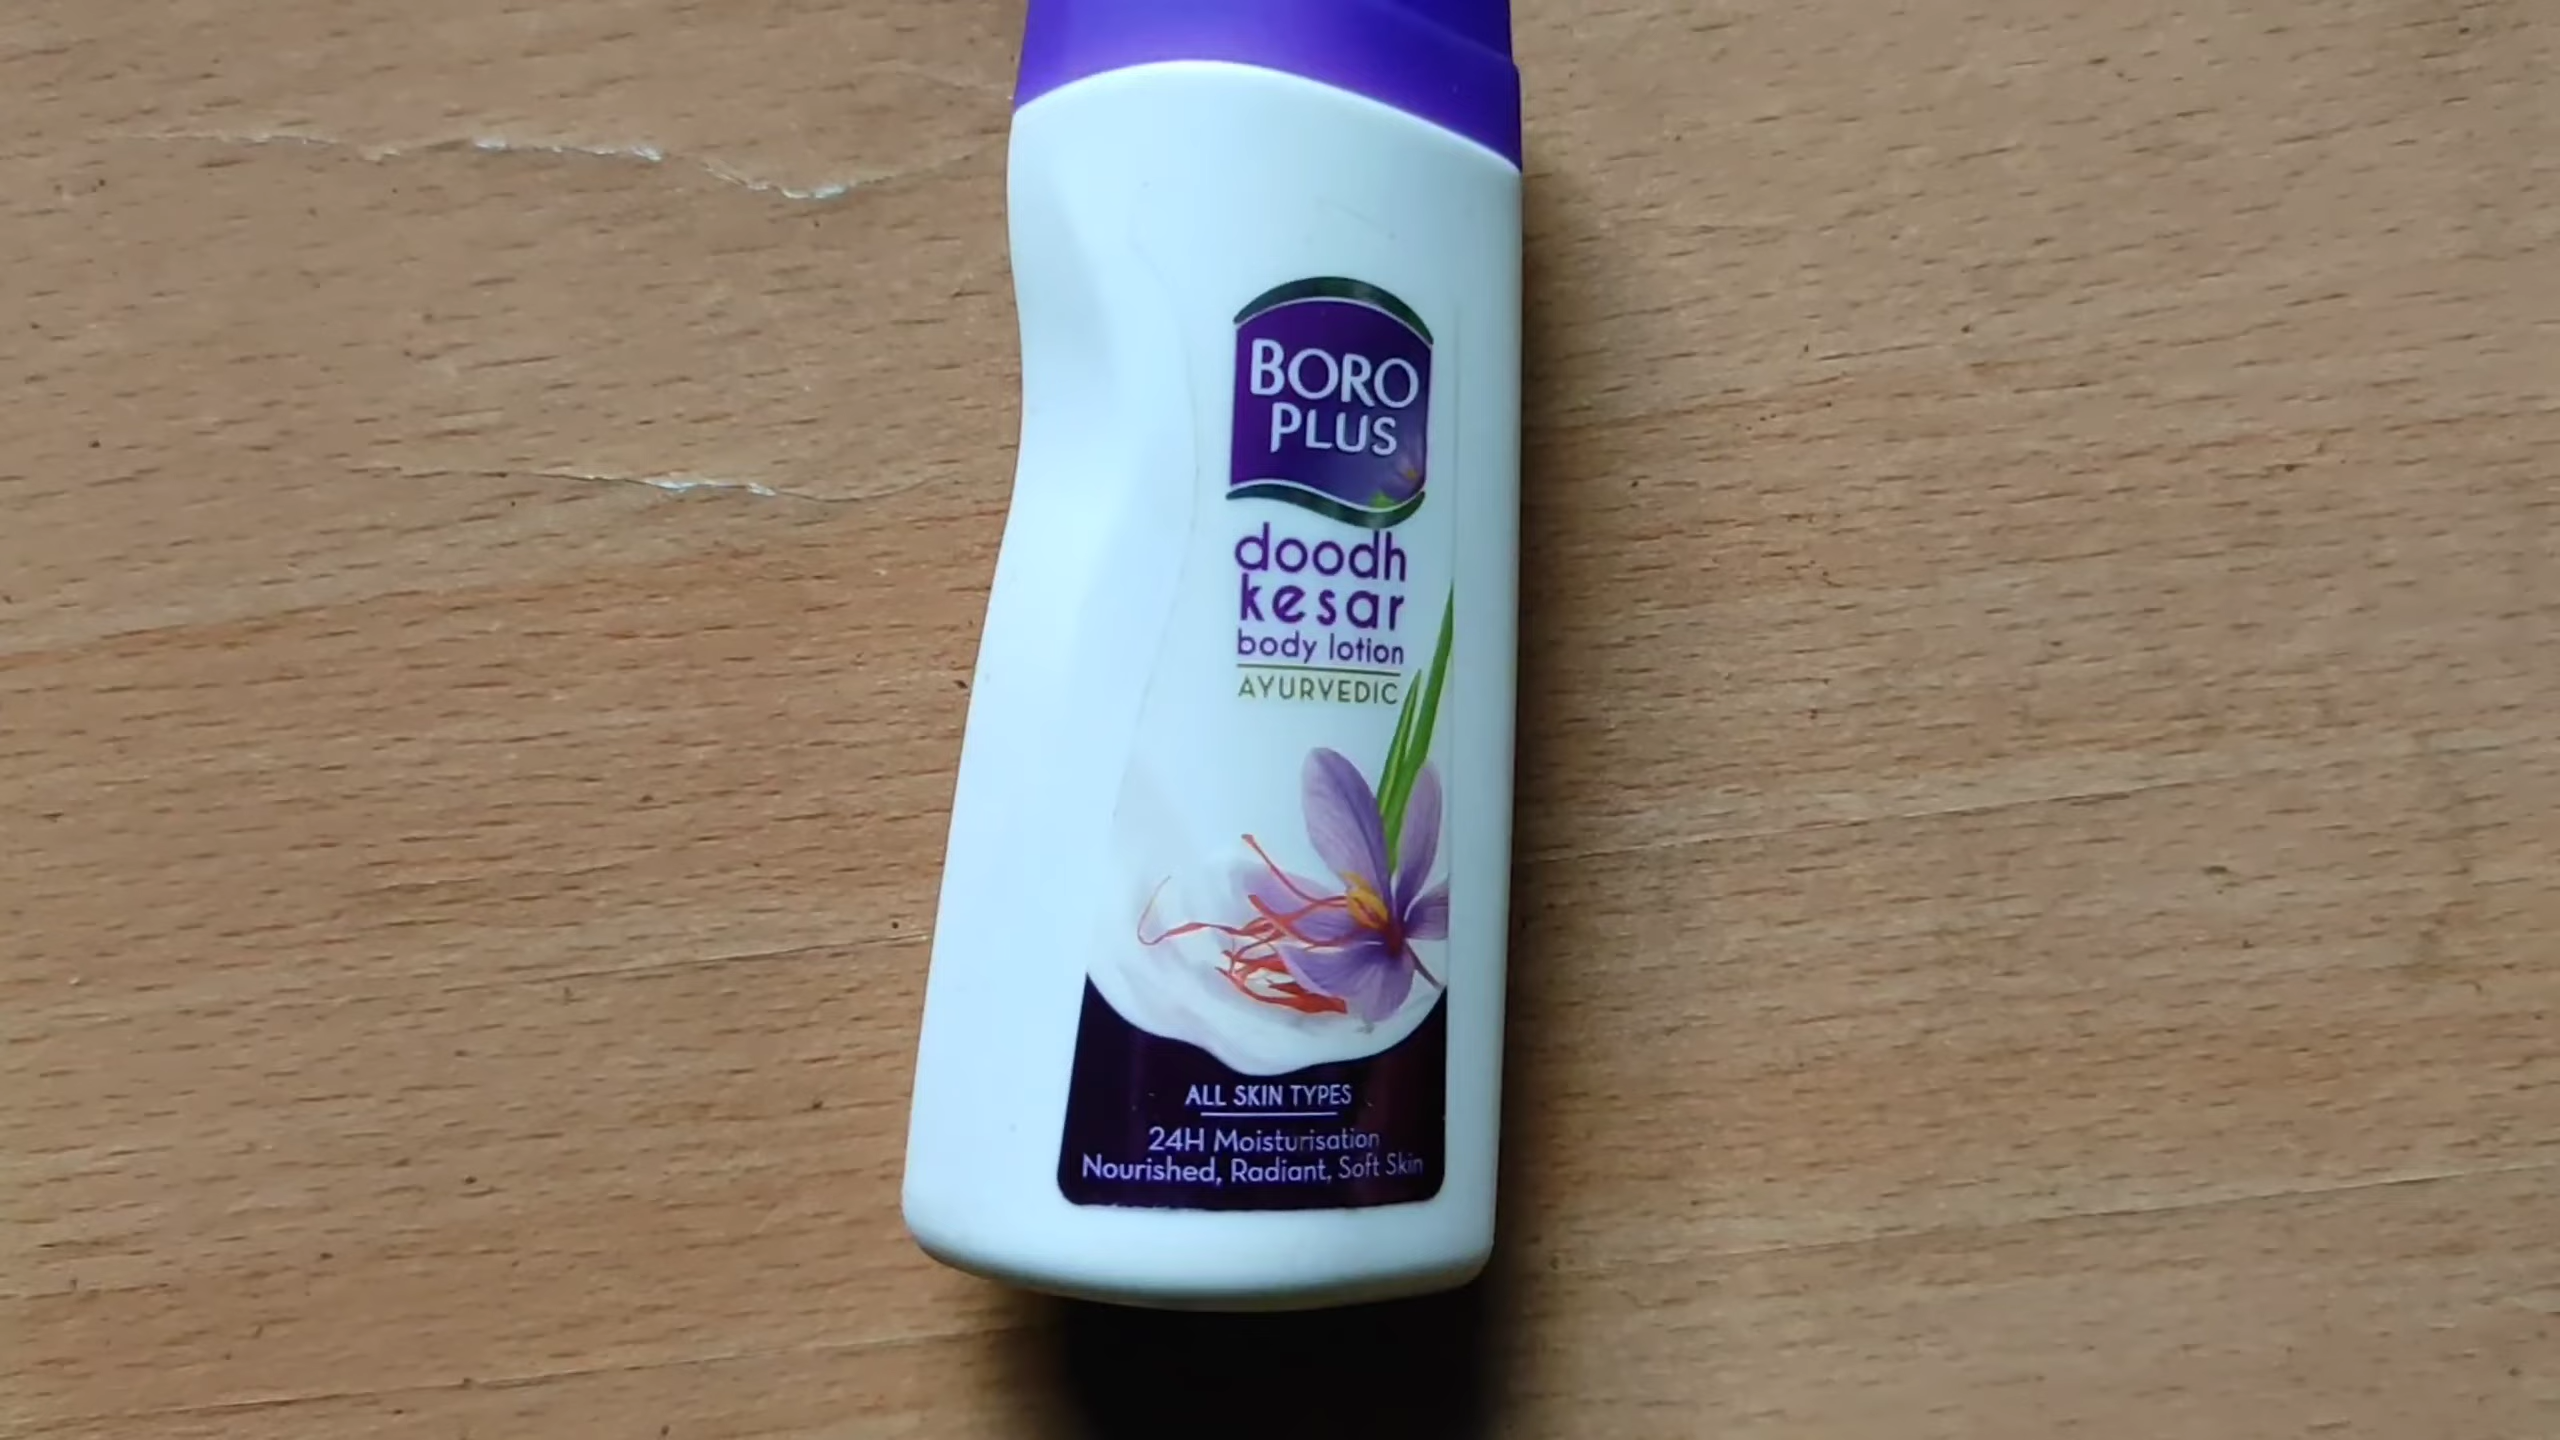 BORO
PLUS
doodh
kesar
body lotion
AYURVEDIC
ALL SKIN TYPES
24H Moisturisation
Nourished, Radiant, Soft Skin